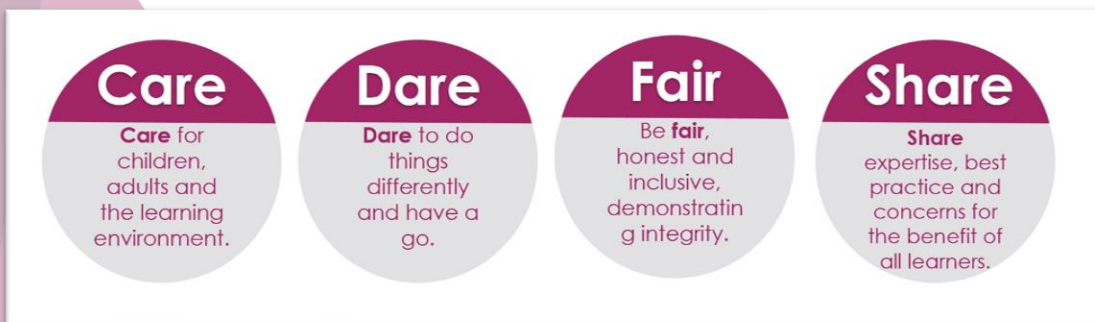 Care
Care for
children,
adults and
the learning
environment.
Dare
Dare to do
things
differently
and have a
go.
Fair
Be fair,
honest and
inclusive,
demonstratin
g integrity.
Share
Share
expertise, best
practice and
concerns for
the benefit of
all learners.